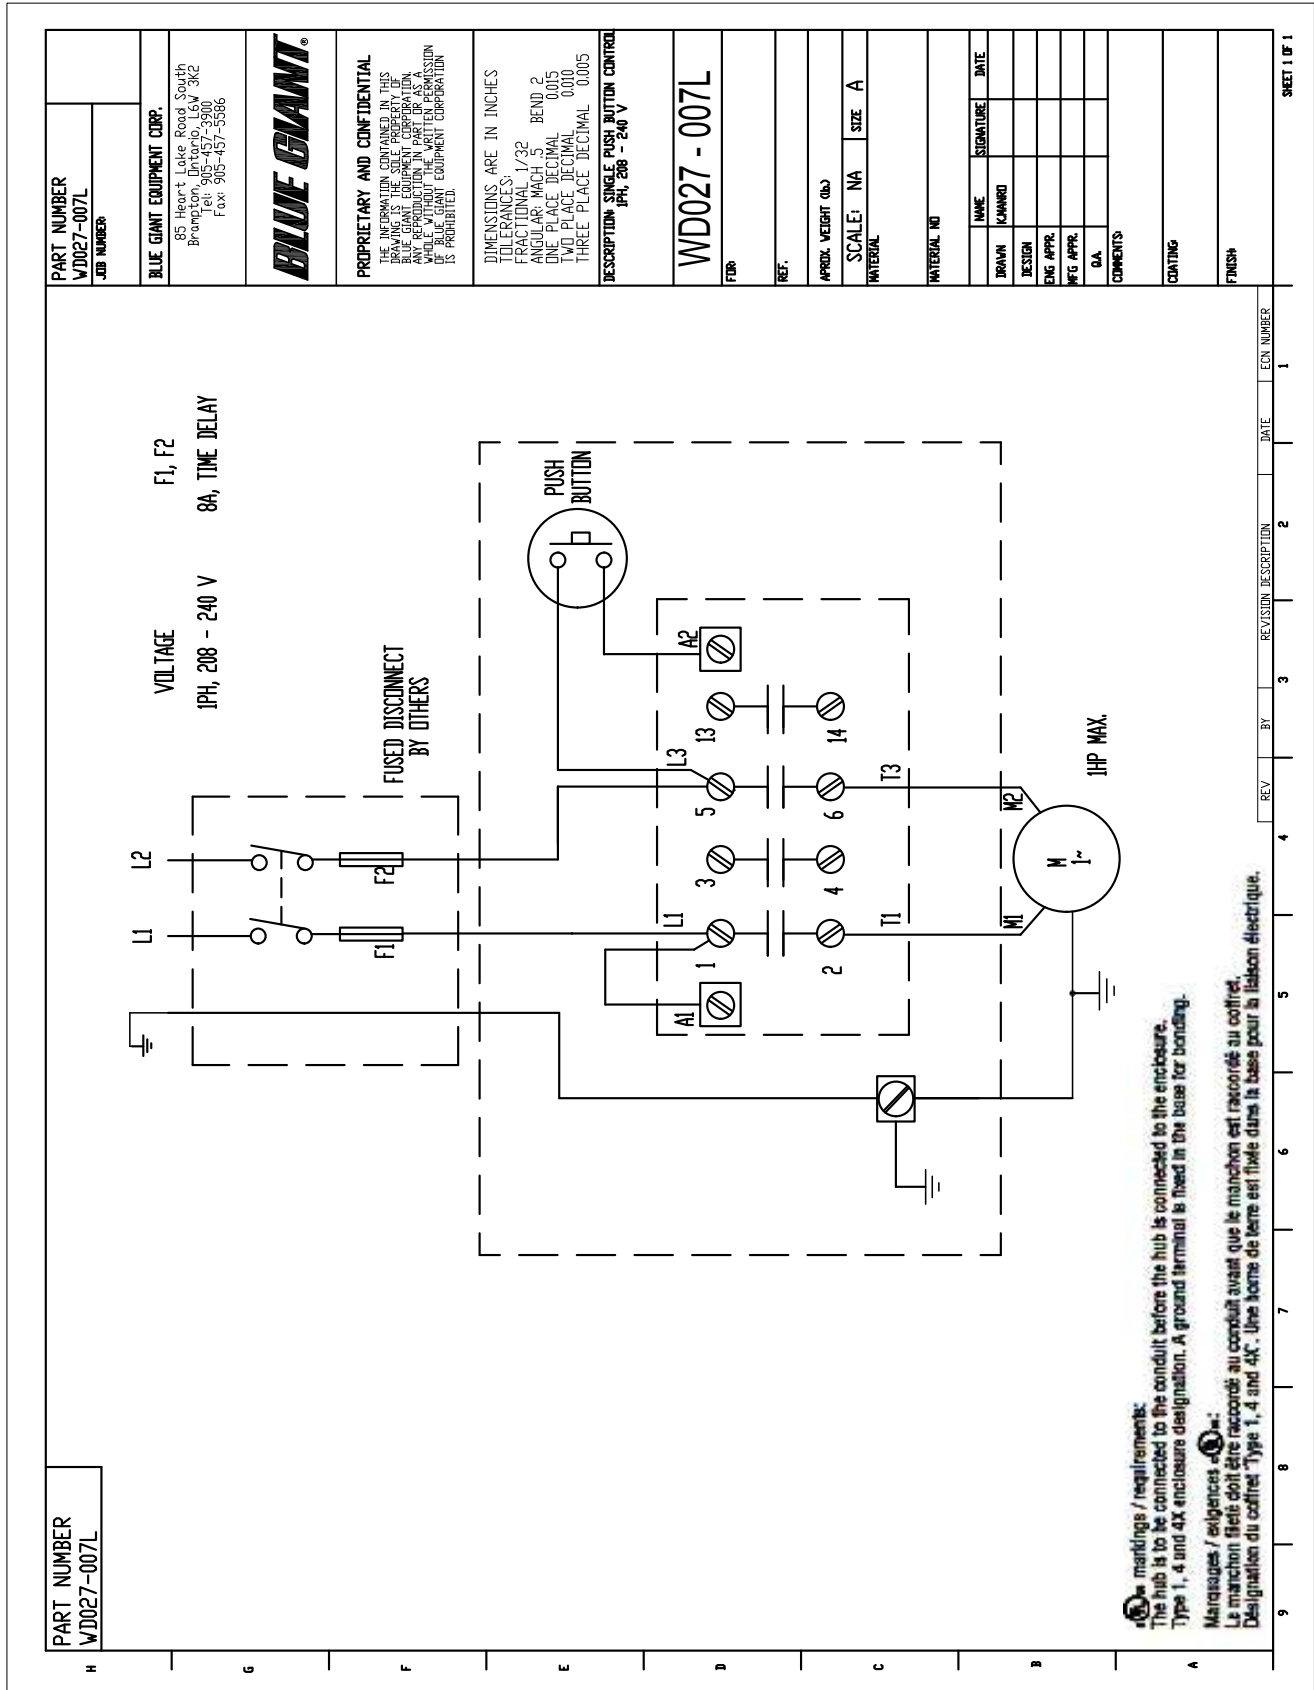 PART NUMBER
WD027-007L
VOLTAGE
F1, F2
1PH, 208 - 240 V
8A, TIME DELAY
L1
L2
F1
F2
FUSED DISCONNECT
BY OTHERS
PUSH
BUTTON
A1
L1
L3
A2
1
3
5
13
2
4
6
14
T1
T3
M1
M2
M
1~
1HP MAX.
UL markings / requirements:
The hub is to be connected to the conduit before the hub is connected to the enclosure.
Type 1, 4 and 4X enclosure designation. A ground terminal is fixed in the base for bonding.
Marquages / exigences UL :
Le manchon fileté doit être raccordé au conduit avant que le manchon est raccordé au coffret.
Désignation du coffret "Type 1, 4 and 4X". Une borne de terre est fixée dans la base pour la liaison électrique.
PART NUMBER
WD027-007L
JOB NUMBER:
BLUE GIANT EQUIPMENT CORP.
85 Heart Lake Road South
Brampton, Ontario, L6W 3K2
Tel: 905-457-3900
Fax: 905-457-5586
BLUE GIANT®
PROPRIETARY AND CONFIDENTIAL
THE INFORMATION CONTAINED IN THIS
DRAWING IS THE SOLE PROPERTY OF
BLUE GIANT EQUIPMENT CORPORATION.
ANY REPRODUCTION IN PART OR AS A
WHOLE WITHOUT THE WRITTEN PERMISSION
OF BLUE GIANT EQUIPMENT CORPORATION
IS PROHIBITED.
DIMENSIONS ARE IN INCHES
TOLERANCES:
FRACTIONAL 1/32
ANGULAR: MACH .5 BEND 2
ONE PLACE DECIMAL 0.015
TWO PLACE DECIMAL 0.010
THREE PLACE DECIMAL 0.005
DESCRIPTION: SINGLE PUSH BUTTON CONTROL
1PH, 208 - 240 V
WD027 - 007L
FOR:
REF.
APROX. WEIGHT (lb.)
SCALE: NA
SIZE A
MATERIAL
MATERIAL NO
NAME SIGNATURE DATE
DRAWN K.MANRO
DESIGN
ENG APPR.
MFG APPR.
Q.A.
COMMENTS:
COATING:
FINISH:
REV BY REVISION DESCRIPTION DATE ECN NUMBER
SHEET 1 OF 1
9 8 7 6 5 4 3 2 1
H
G
F
E
D
C
B
A